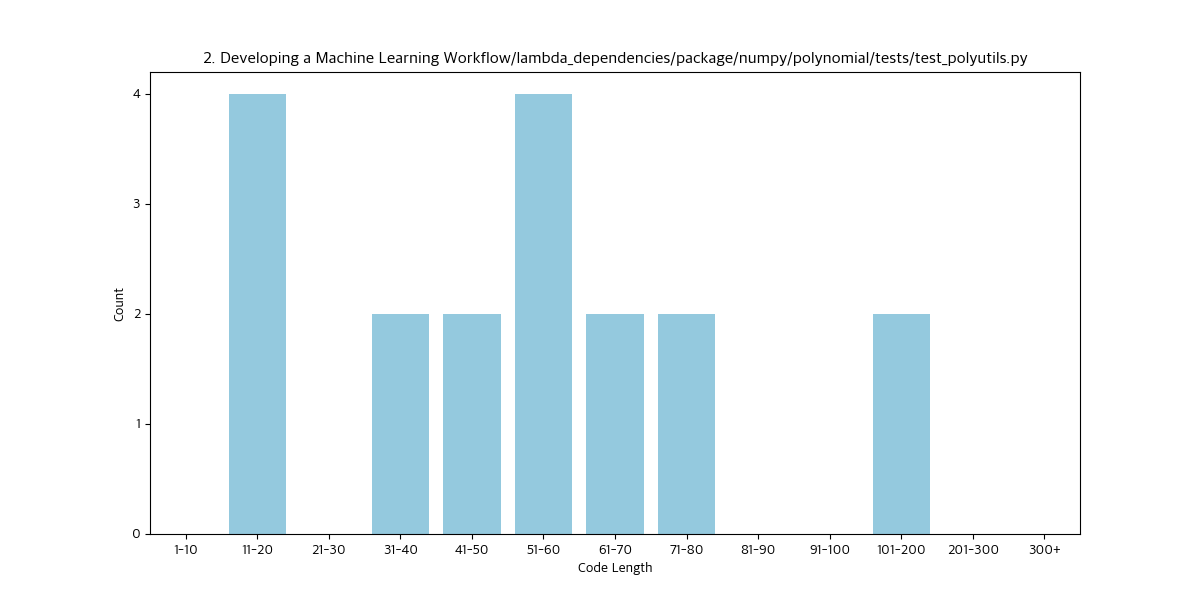 2. Developing a Machine Learning Workflow/lambda_dependencies/package/numpy/polynomial/tests/test_polyutils.py
4
3
2
1
0
Count
1-10 11-20 21-30 31-40 41-50 51-60 61-70 71-80 81-90 91-100 101-200 201-300 300+
Code Length